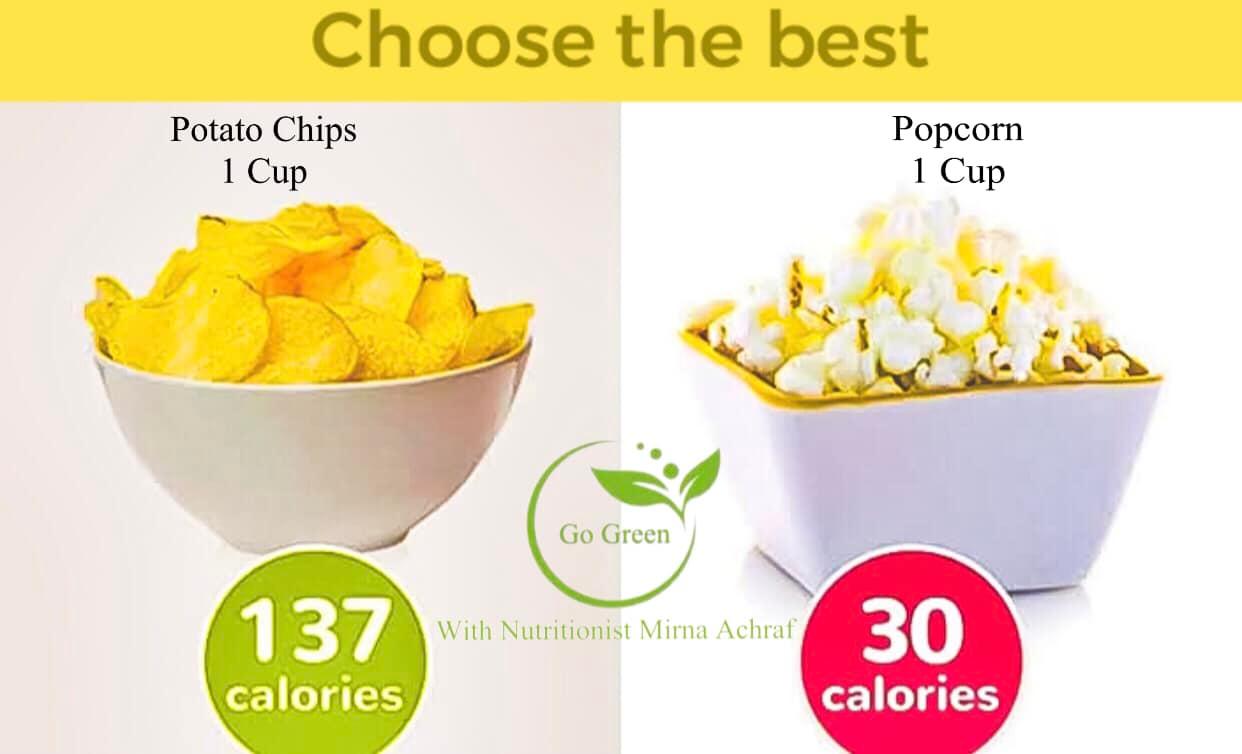 Choose the best
Potato Chips
1 Cup
Popcorn
1 Cup
Go Green
With Nutritionist Mirna Achraf
137
calories
30
calories